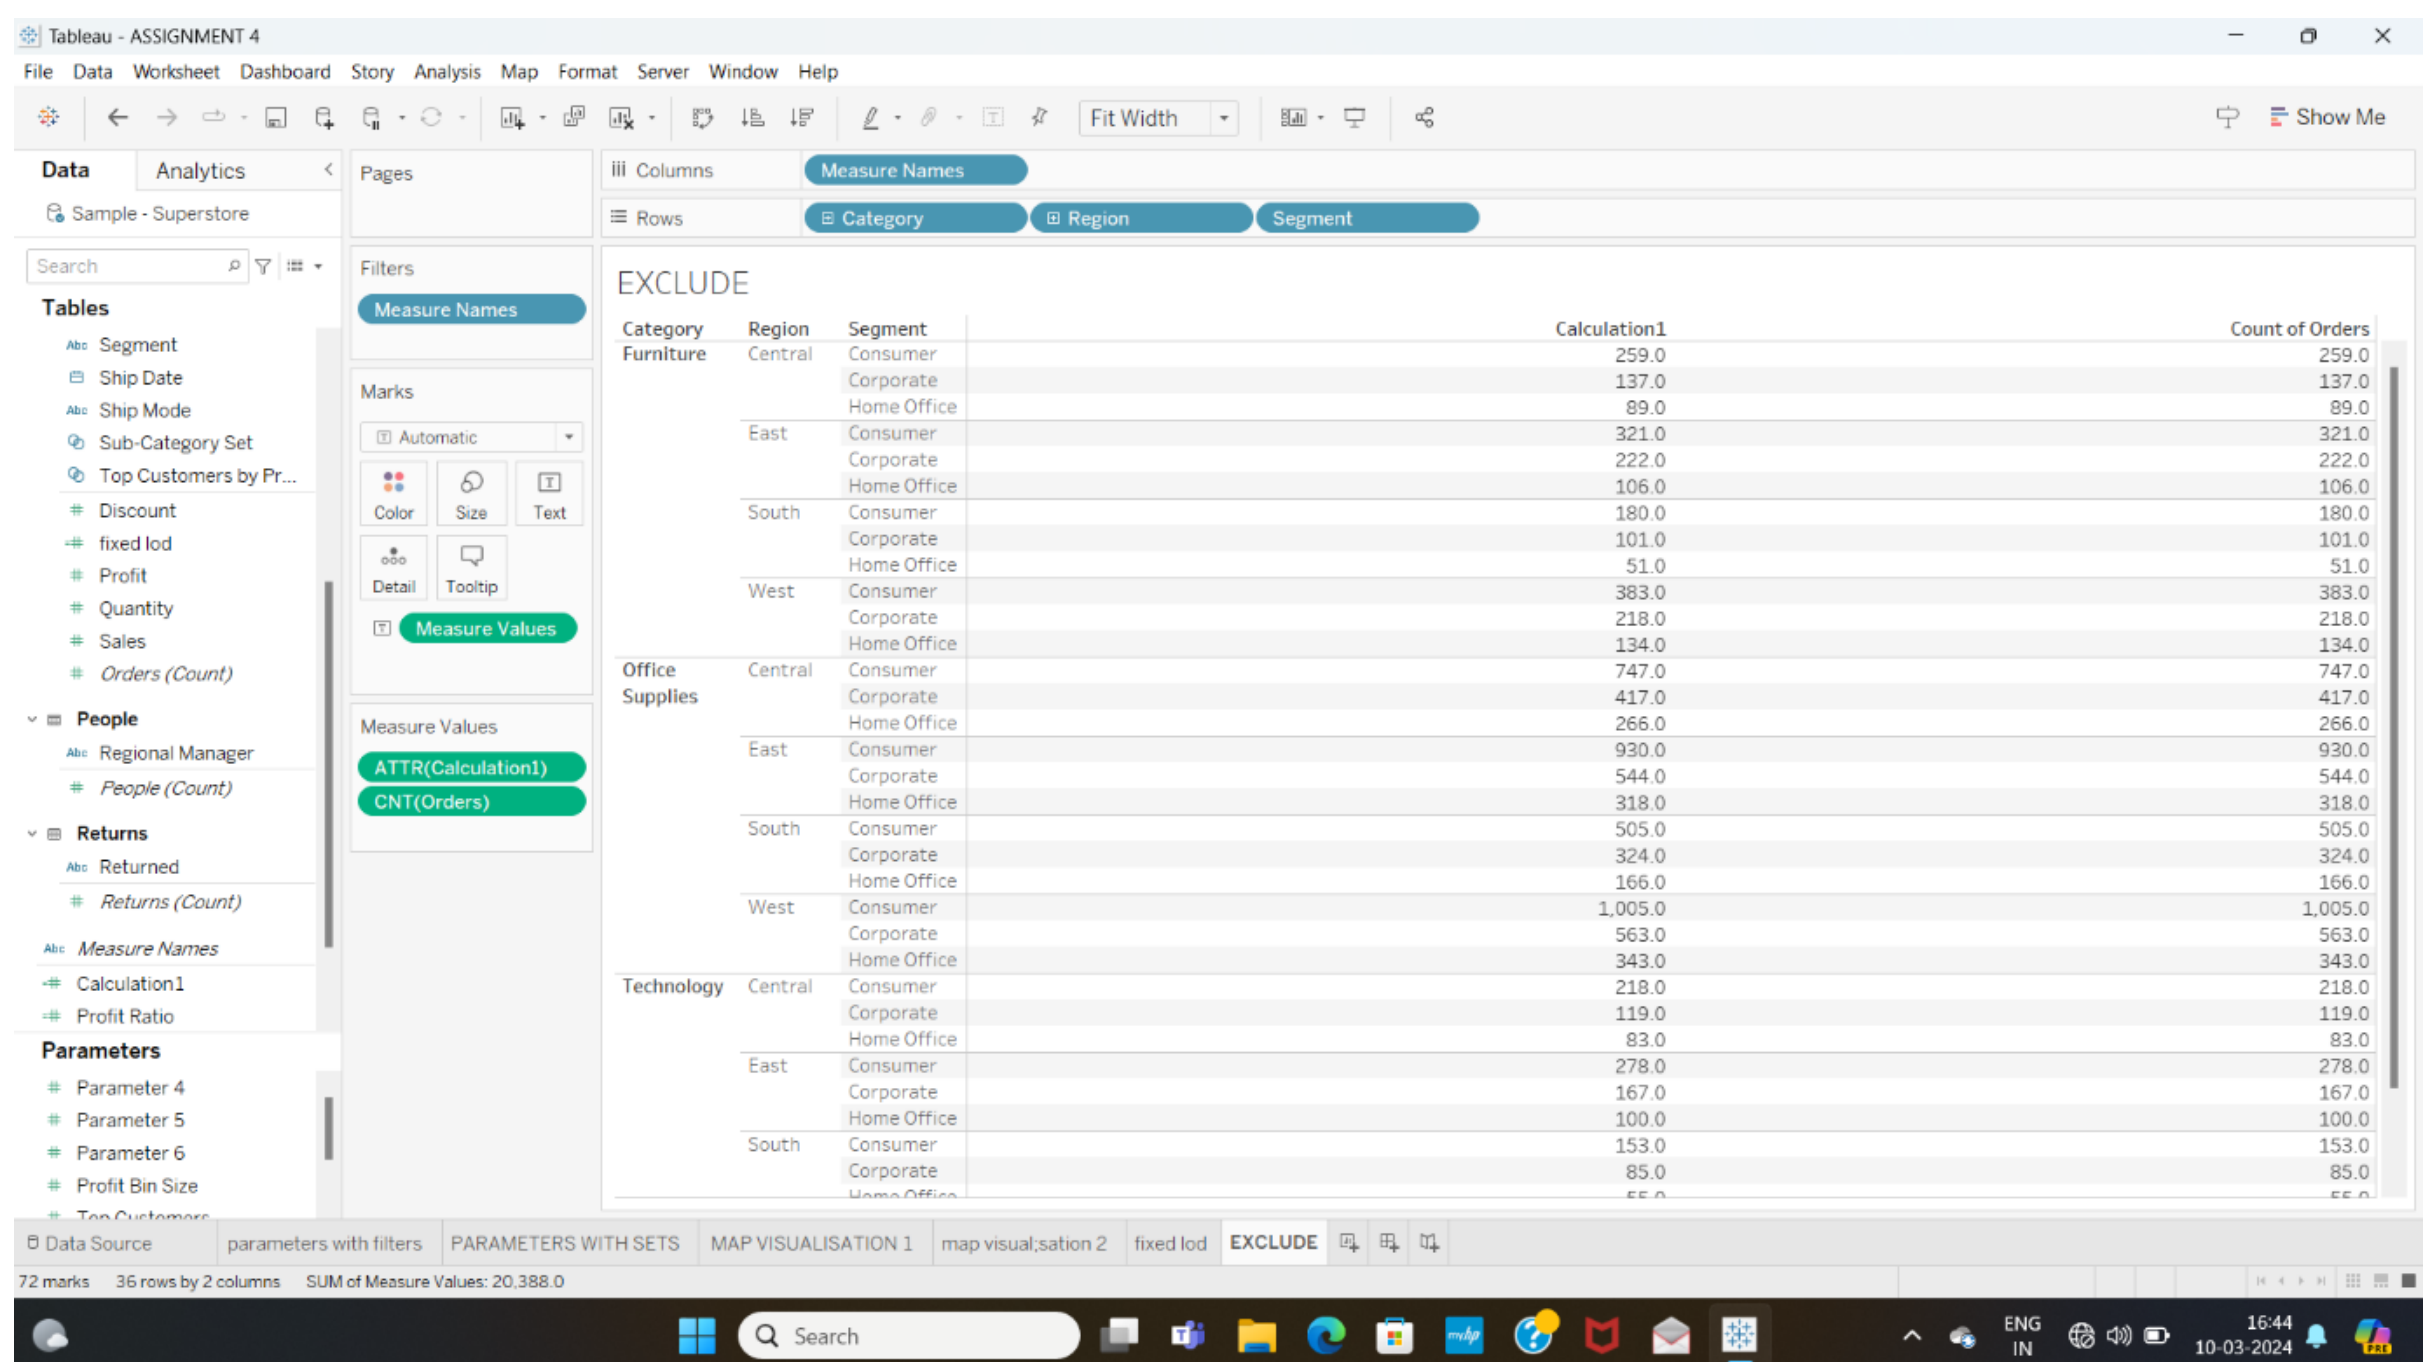 Tableau - ASSIGNMENT 4
File Data Worksheet Dashboard Story Analysis Map Format Server Window Help
Fit Width
Show Me
Data Analytics
Sample - Superstore
Search
Tables
Abc Segment
Ship Date
Abc Ship Mode
Sub-Category Set
Top Customers by Pr...
# Discount
=# fixed lod
# Profit
# Quantity
# Sales
# Orders (Count)
People
Abc Regional Manager
# People (Count)
Returns
Abc Returned
# Returns (Count)
Abc Measure Names
=# Calculation1
=# Profit Ratio
Parameters
# Parameter 4
# Parameter 5
# Parameter 6
# Profit Bin Size
# Top Customers
Pages
Filters
Measure Names
Marks
Automatic
Color Size Text
Detail Tooltip
Measure Values
Measure Values
ATTR(Calculation1)
CNT(Orders)
Columns Measure Names
Rows Category Region Segment
EXCLUDE
Category Region Segment Calculation1 Count of Orders
Furniture Central Consumer 259.0 259.0
Corporate 137.0 137.0
Home Office 89.0 89.0
East Consumer 321.0 321.0
Corporate 222.0 222.0
Home Office 106.0 106.0
South Consumer 180.0 180.0
Corporate 101.0 101.0
Home Office 51.0 51.0
West Consumer 383.0 383.0
Corporate 218.0 218.0
Home Office 134.0 134.0
Office Central Consumer 747.0 747.0
Supplies Corporate 417.0 417.0
Home Office 266.0 266.0
East Consumer 930.0 930.0
Corporate 544.0 544.0
Home Office 318.0 318.0
South Consumer 505.0 505.0
Corporate 324.0 324.0
Home Office 166.0 166.0
West Consumer 1,005.0 1,005.0
Corporate 563.0 563.0
Home Office 343.0 343.0
Technology Central Consumer 218.0 218.0
Corporate 119.0 119.0
Home Office 83.0 83.0
East Consumer 278.0 278.0
Corporate 167.0 167.0
Home Office 100.0 100.0
South Consumer 153.0 153.0
Corporate 85.0 85.0
Home Office 55.0 55.0
Data Source parameters with filters PARAMETERS WITH SETS MAP VISUALISATION 1 map visual;sation 2 fixed lod EXCLUDE
72 marks 36 rows by 2 columns SUM of Measure Values: 20,388.0
Search
myhp
ENG
IN
16:44
10-03-2024
PRE